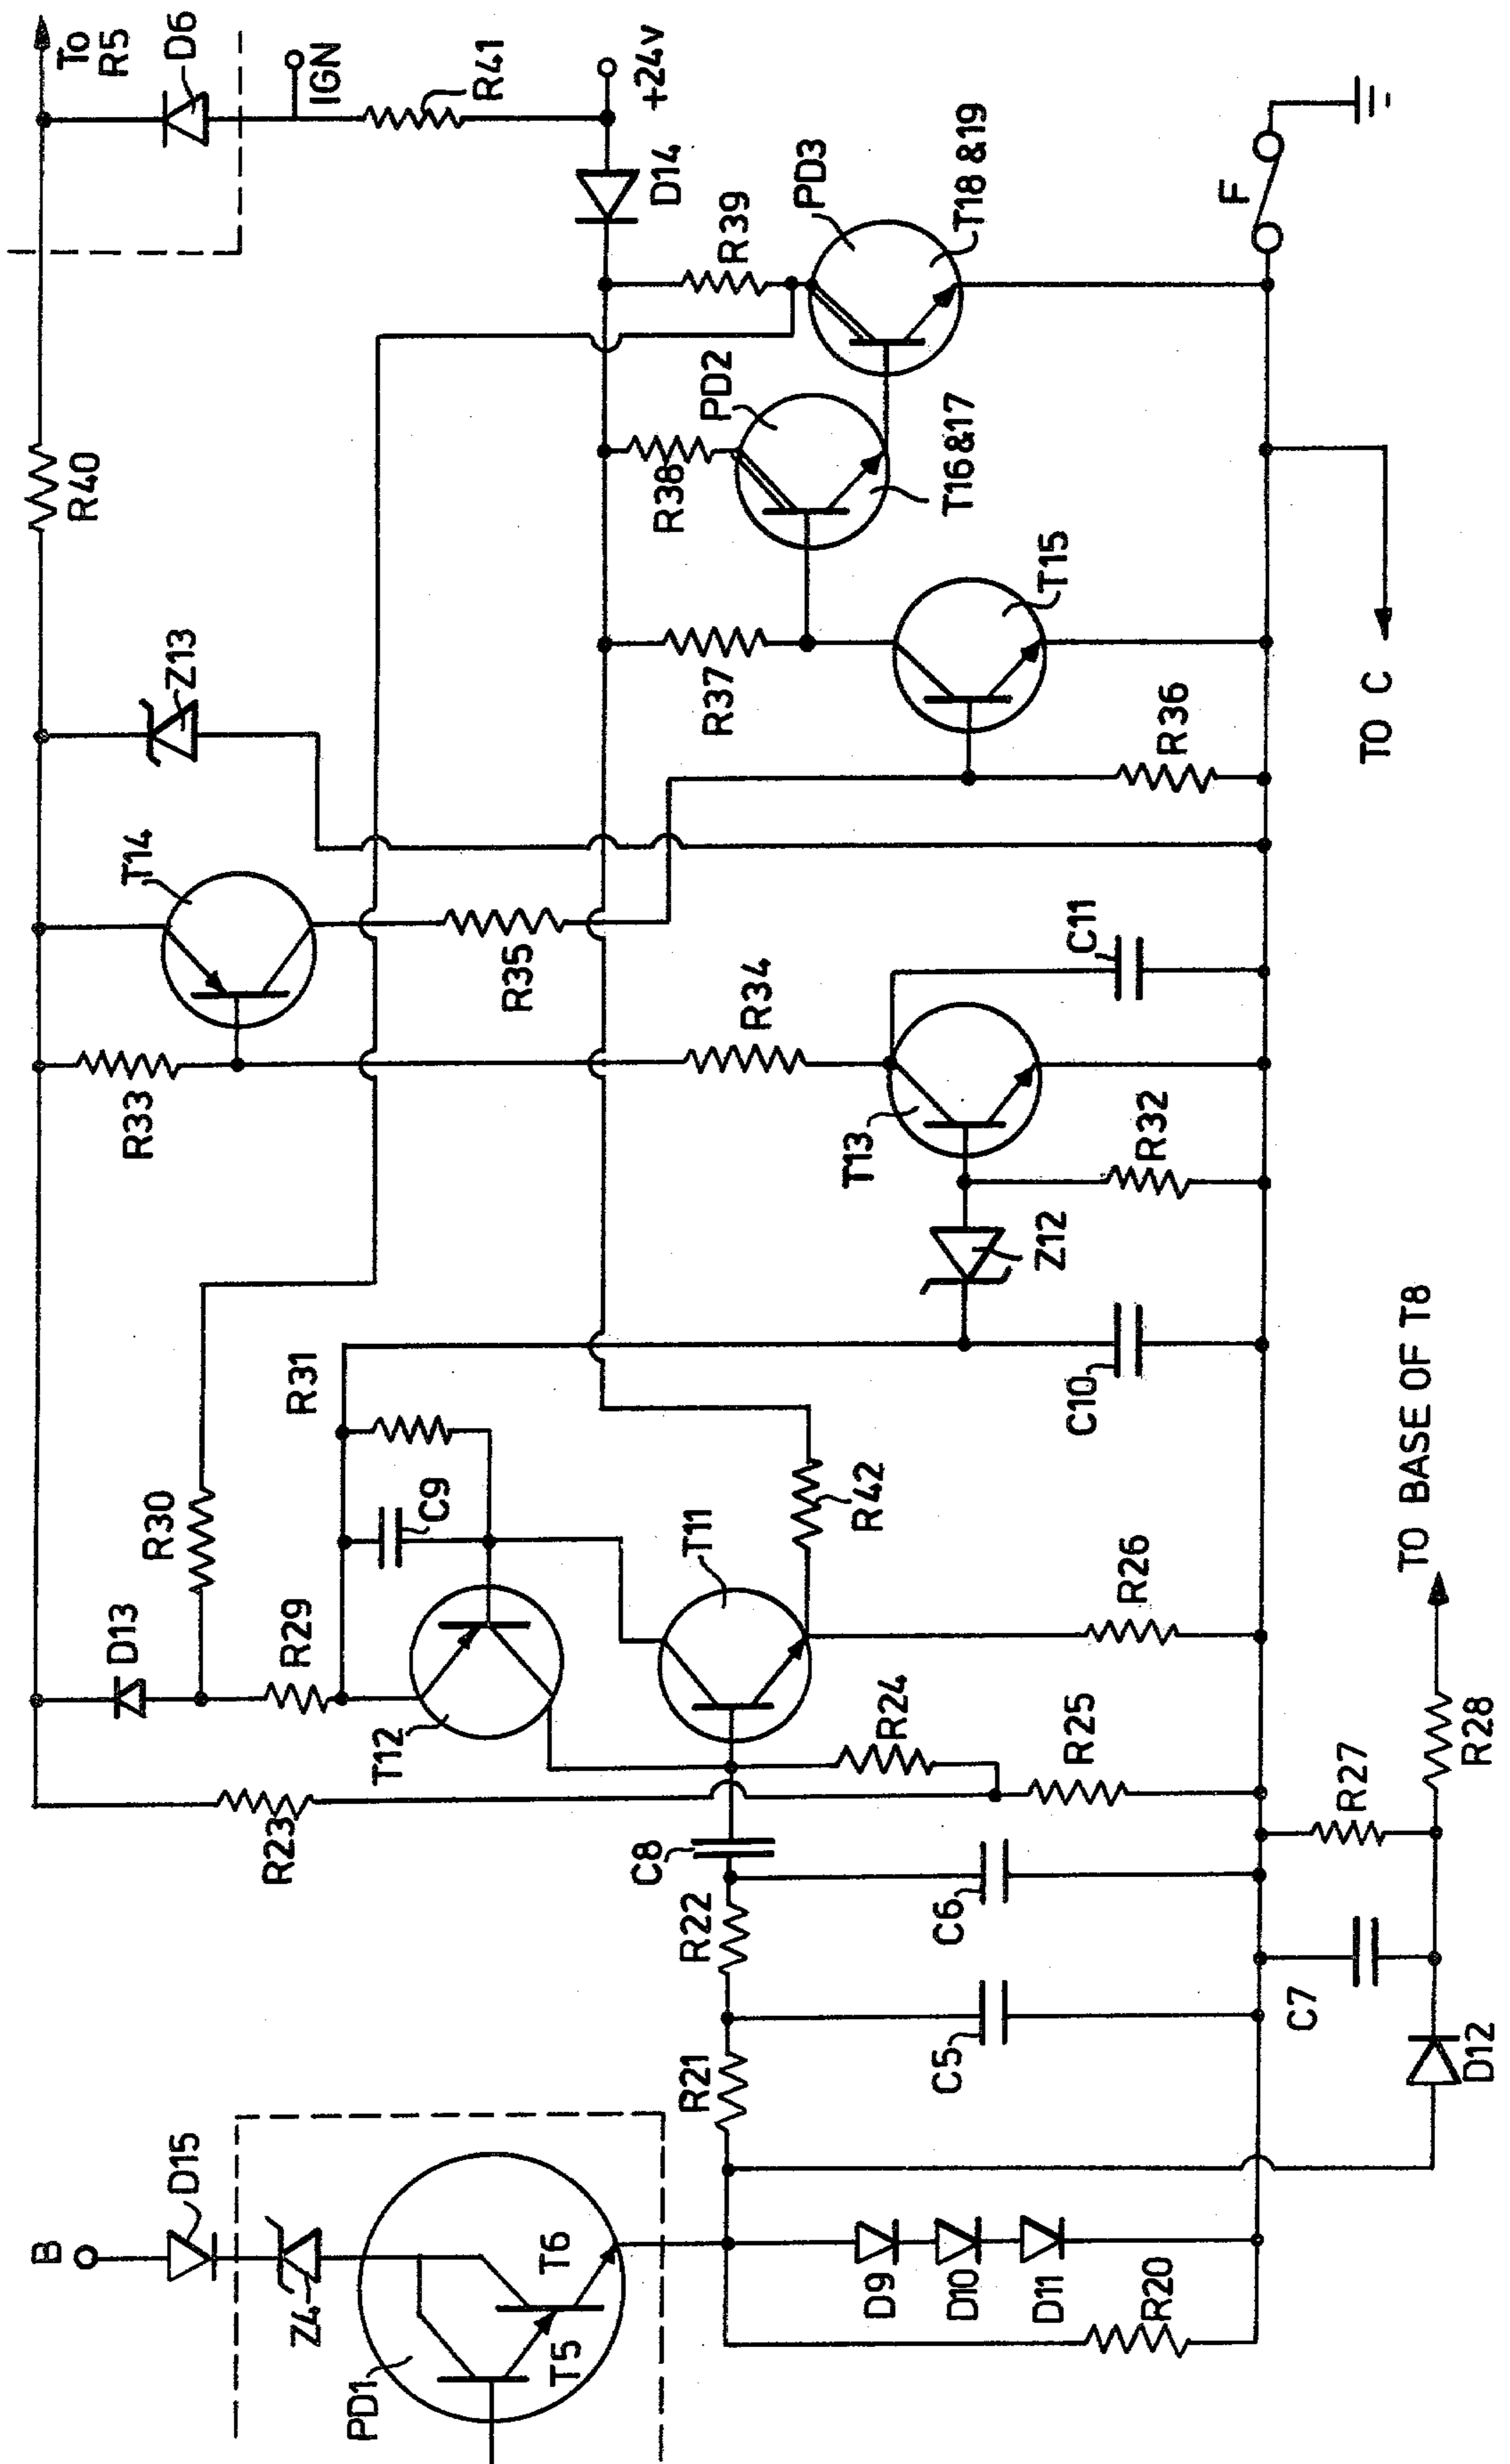 B
D15
Z4
PD1
T5
T6
D9
D10
D11
R20
R21
R22
C5
C6
C8
C7
D12
R27
R28
TO BASE OF T8
R23
R24
R25
D13
R29
T12
R30
C9
R31
T11
R42
R26
C10
Z12
T13
R32
R33
R34
C11
T14
R35
Z13
R36
R37
T15
R38
PD2
T16&17
R39
PD3
T18&19
TO C
F
R40
To
R5
D6
IGN
R41
+24v
D14